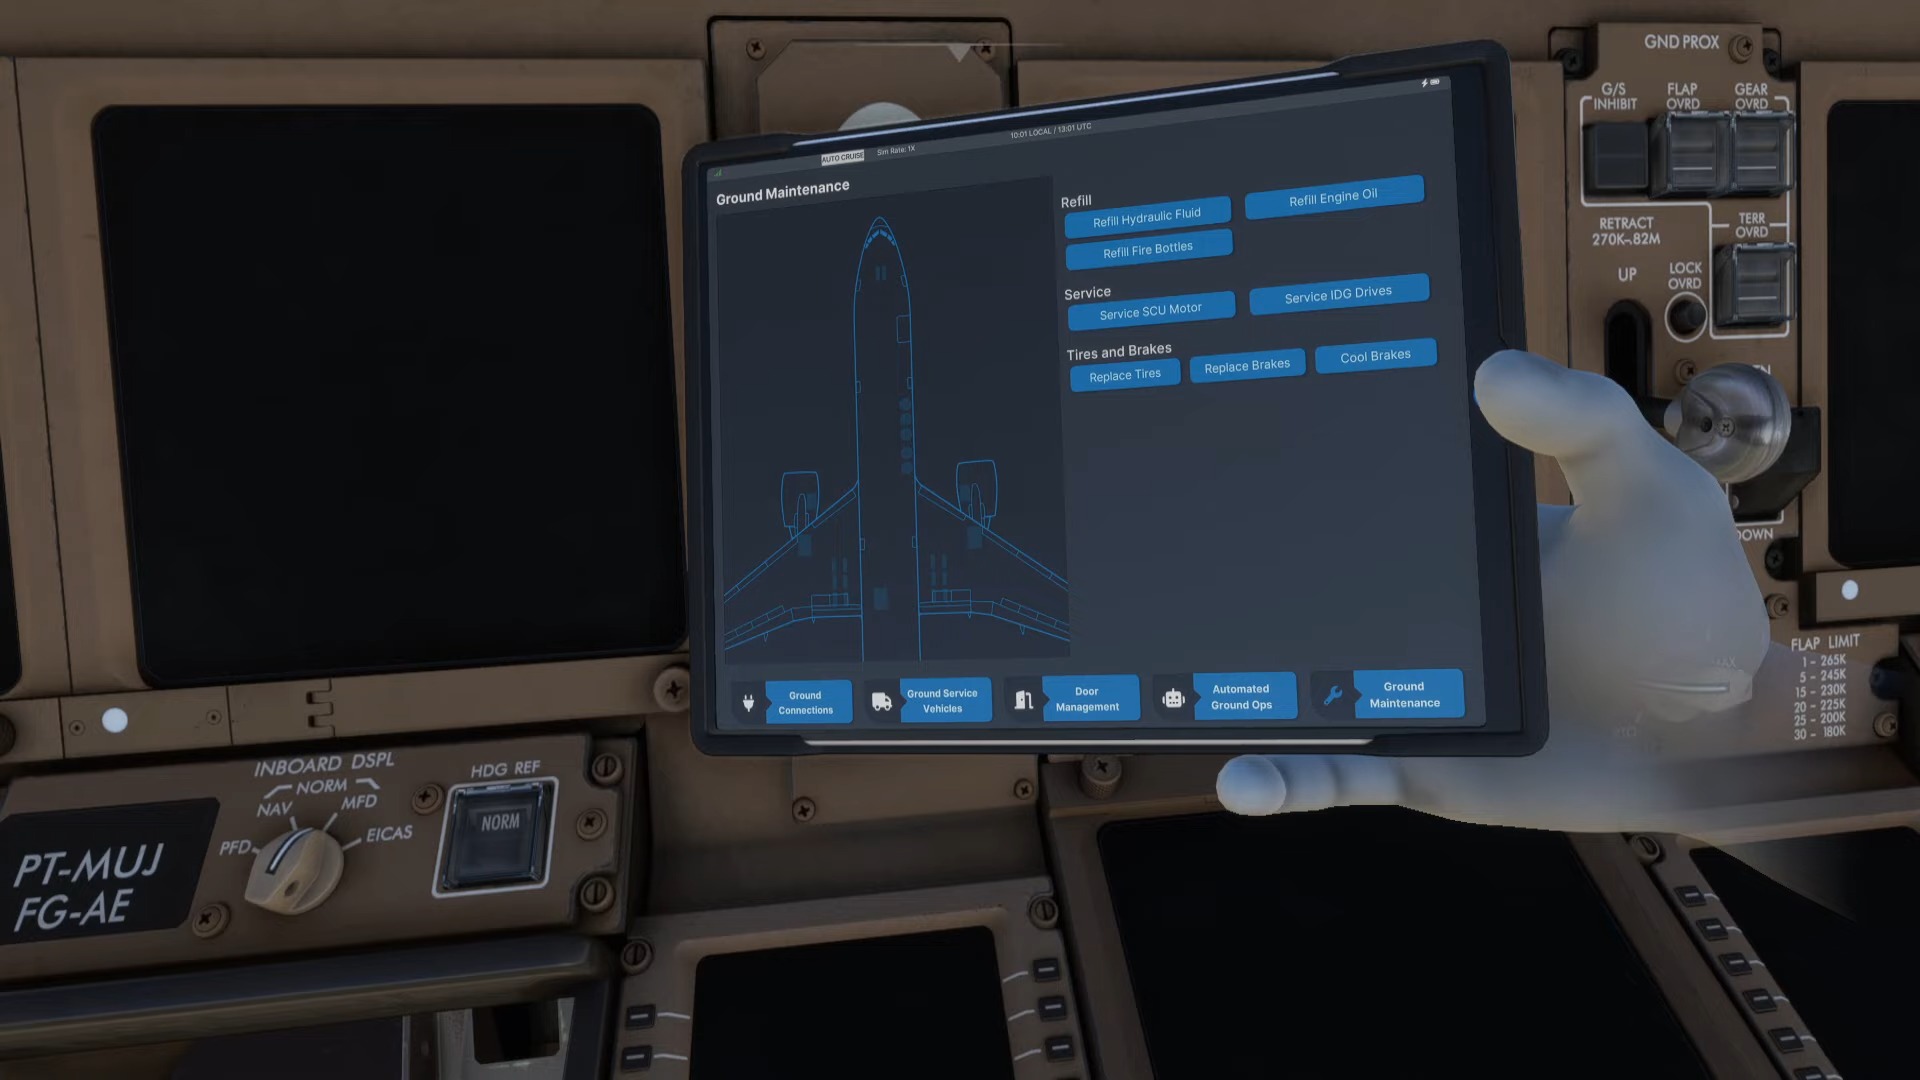 GND PROX
G/S
INHIBIT
FLAP
OVRD
GEAR
OVRD
RETRACT
270K-.82M
TERR
OVRD
UP
LOCK
OVRD
DOWN
FLAP LIMIT
1 - 265K
5 - 245K
15 - 230K
20 - 225K
25 - 200K
30 - 180K
AUTO CRUISE
Sim Rate: 1X
10:01 LOCAL / 13:01 UTC
Ground Maintenance
Refill
Refill Hydraulic Fluid
Refill Engine Oil
Refill Fire Bottles
Service
Service SCU Motor
Service IDG Drives
Tires and Brakes
Replace Tires
Replace Brakes
Cool Brakes
Ground
Connections
Ground Service
Vehicles
Door
Management
Automated
Ground Ops
Ground
Maintenance
INBOARD DSPL
NORM
NAV
MFD
PFD
EICAS
HDG REF
NORM
PT-MUJ
FG-AE